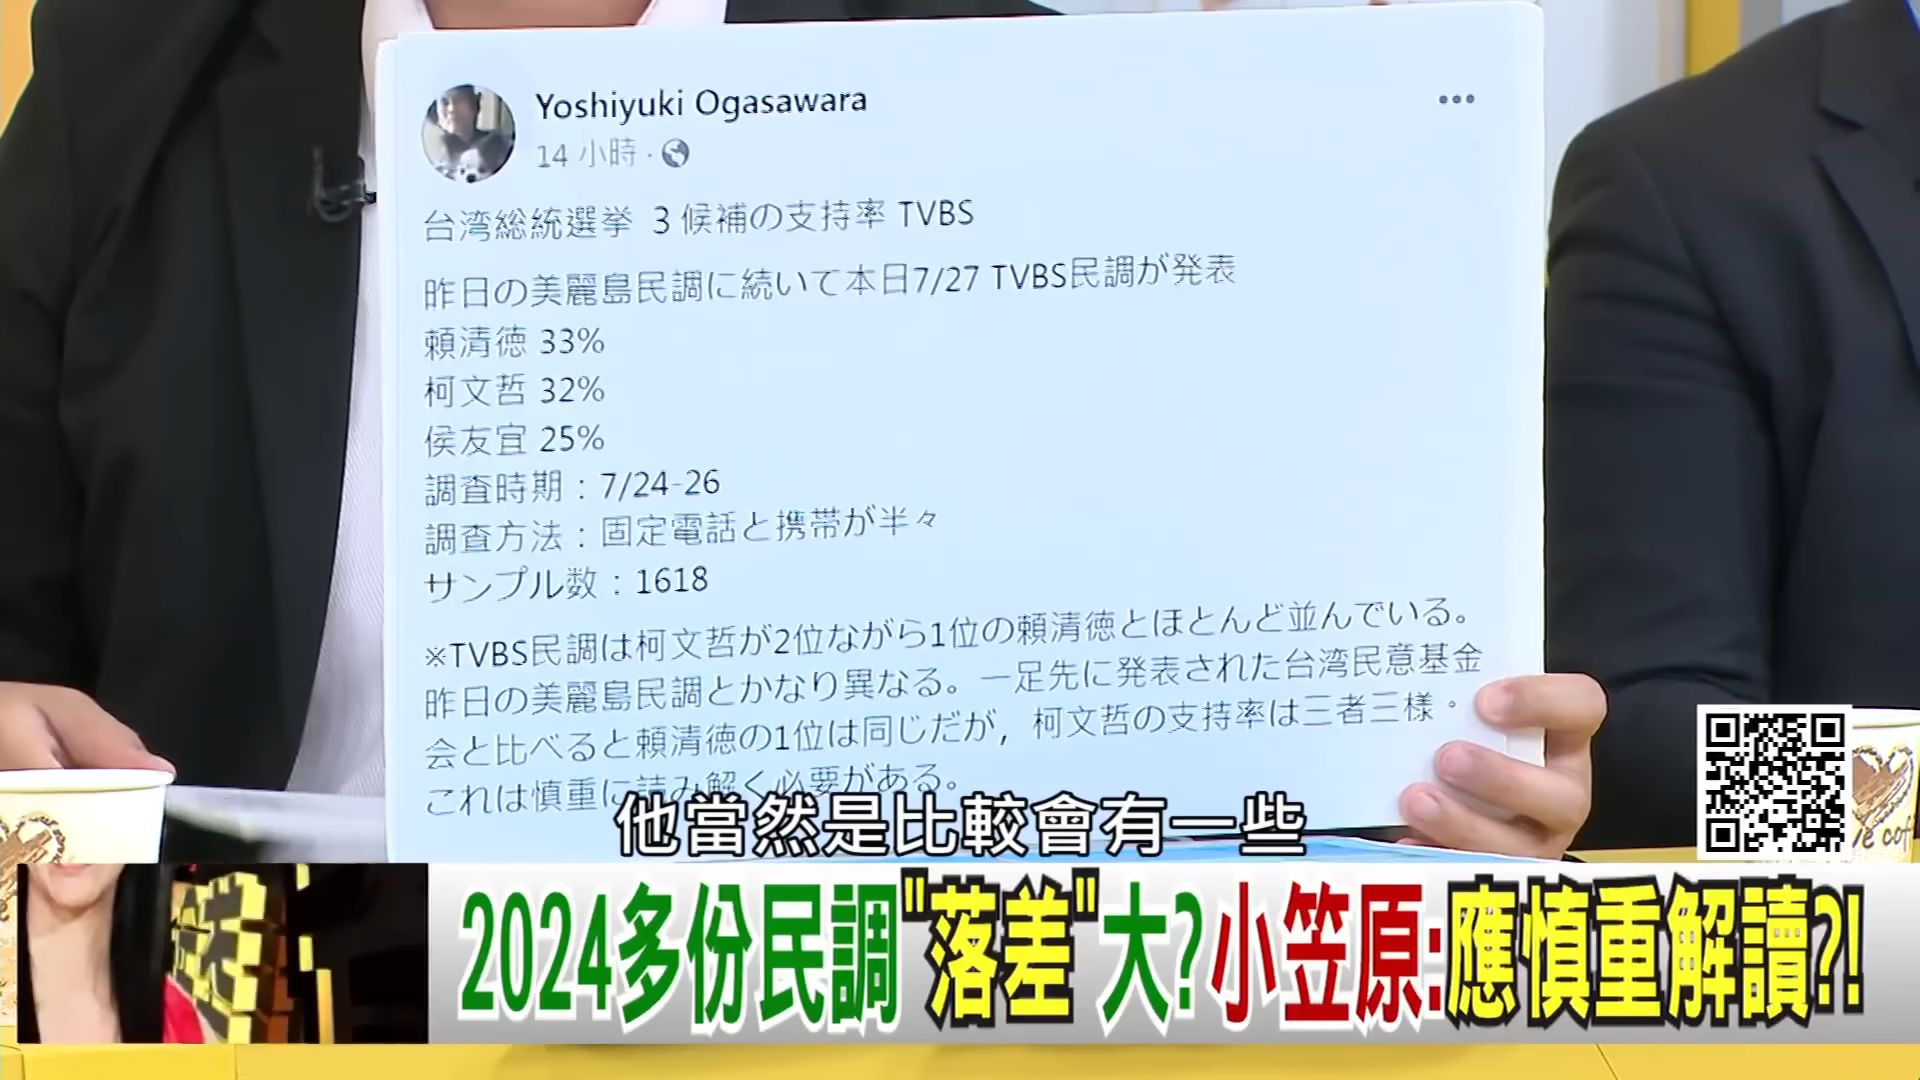 Yoshiyuki Ogasawara
14 小時
台湾総統選挙 3候補の支持率 TVBS
昨日の美麗島民調に続いて本日7/27 TVBS民調が発表
頼清徳 33%
柯文哲 32%
侯友宜 25%
調査時期：7/24-26
調査方法：固定電話と携帯が半々
サンプル数：1618
※TVBS民調は柯文哲が2位ながら1位の頼清徳とほとんど並んでいる。
昨日の美麗島民調とかなり異なる。一足先に発表された台湾民意基金
会と比べると頼清徳の1位は同じだが，柯文哲の支持率は三者三様。
これは慎重に読み解く必要がある。
他當然是比較會有一些
2024多份民調"落差"大?小笠原:應慎重解讀?!